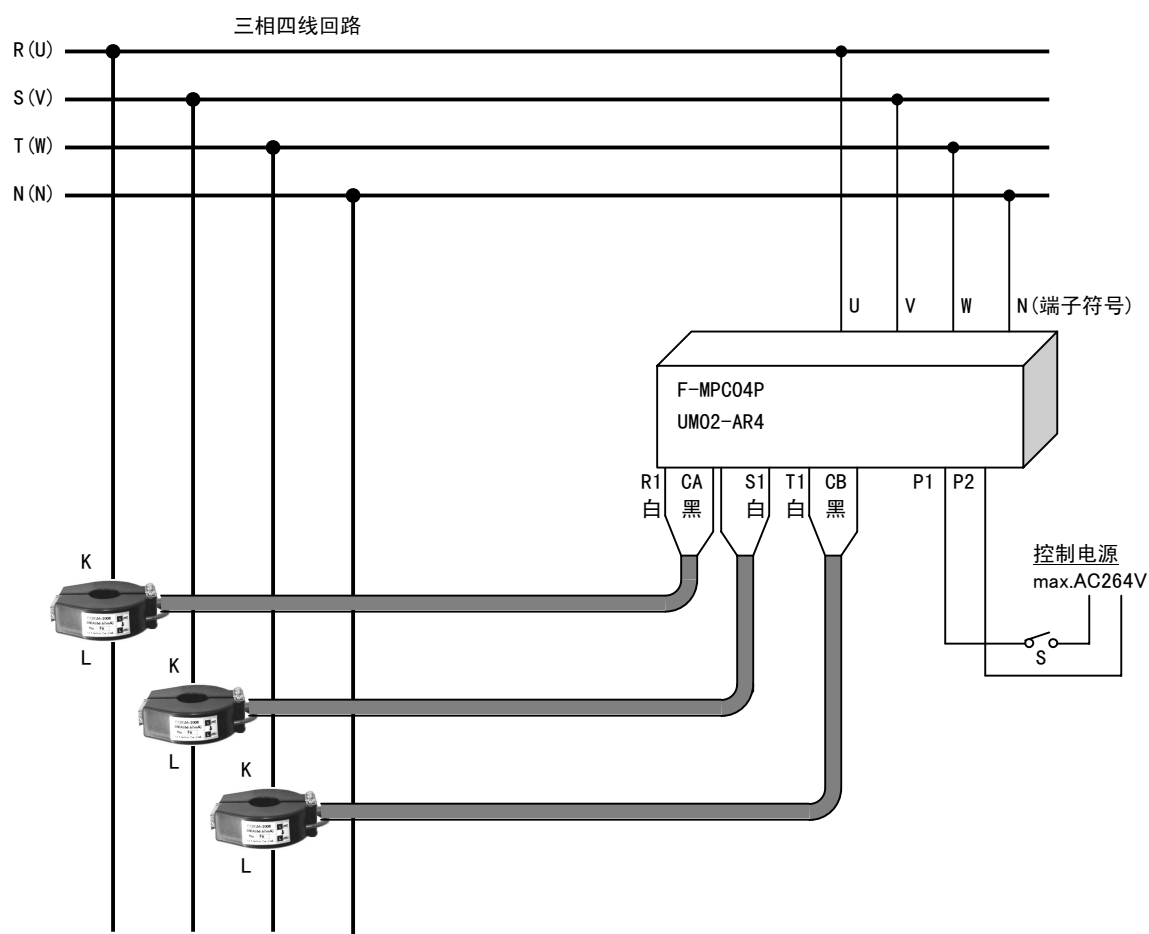 三相四线回路
R(U)
S(V)
T(W)
N(N)
U V W N(端子符号)
F-MPC04P
UM02-AR4
R1 CA S1 T1 CB P1 P2
白 黑 白 白 黑
控制电源
max.AC264V
S
K
L
K
L
K
L